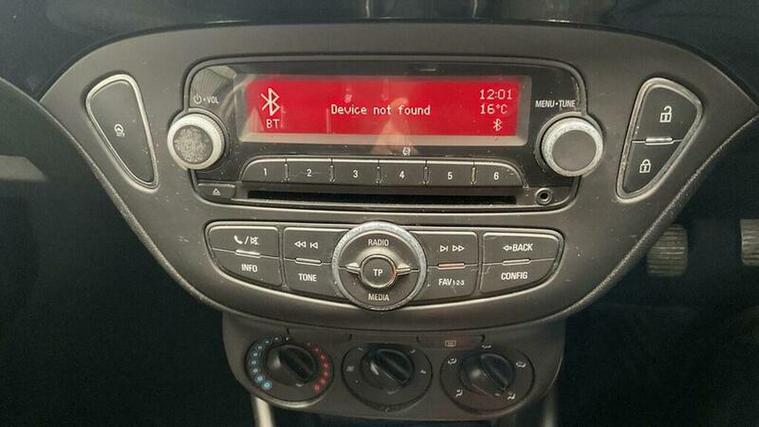 12:01
Device not found
16°C
BT
⏻•VOL
MENU•TUNE
1 2 3 4 5 6
RADIO
BACK
INFO
TONE
TP
FAV1-2-3
CONFIG
MEDIA